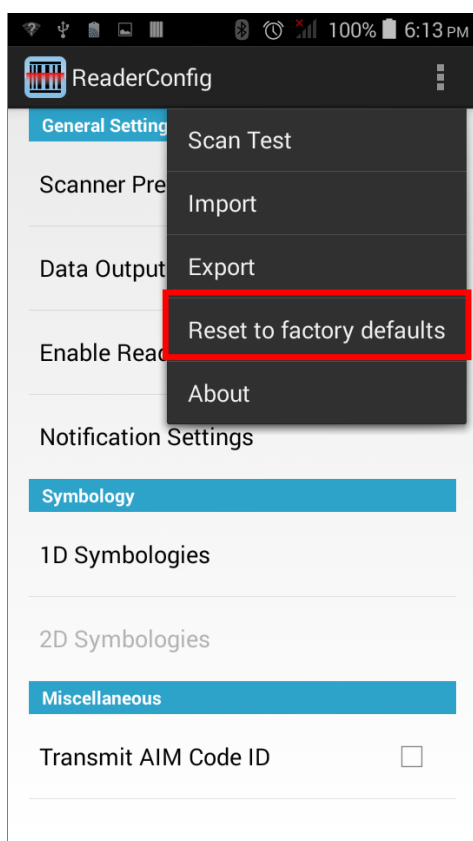 100% 6:13 PM
ReaderConfig
General Setting
Scan Test
Scanner Pre
Import
Data Output
Export
Reset to factory defaults
Enable Read
About
Notification Settings
Symbology
1D Symbologies
2D Symbologies
Miscellaneous
Transmit AIM Code ID